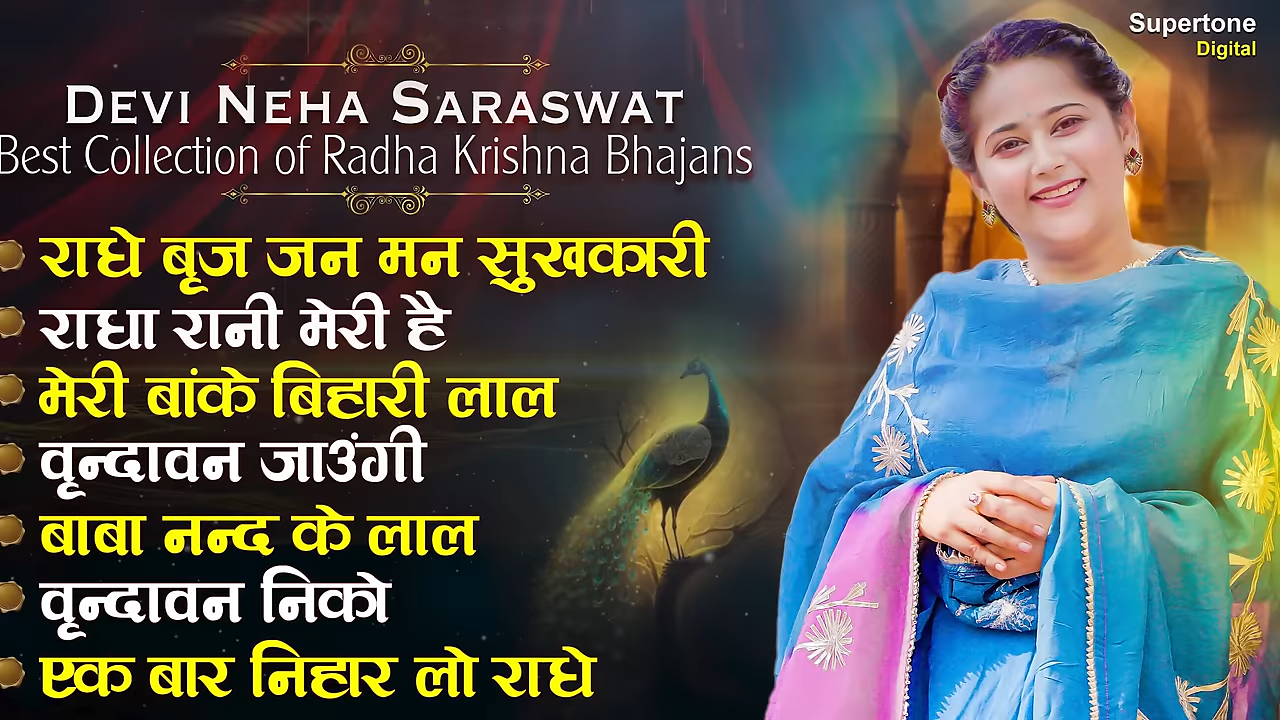 Supertone
Digital
DEVI NEHA SARASWAT
Best Collection of Radha Krishna Bhajans
राधे बृज जन मन सुखकारी
राधा रानी मेरी है
मेरी बांके बिहारी लाल
वृन्दावन जाउंगी
बाबा नन्द के लाल
वृन्दावन निको
एक बार निहार लो राधे